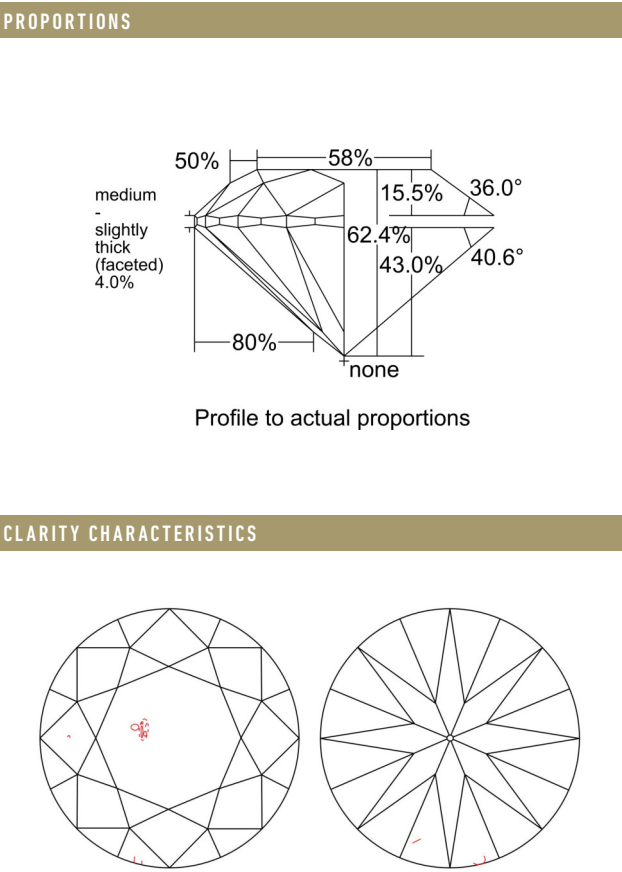 PROPORTIONS
50%
58%
medium
-
slightly
thick
(faceted)
4.0%
15.5%
36.0°
62.4%
43.0%
40.6°
80%
none
Profile to actual proportions
CLARITY CHARACTERISTICS